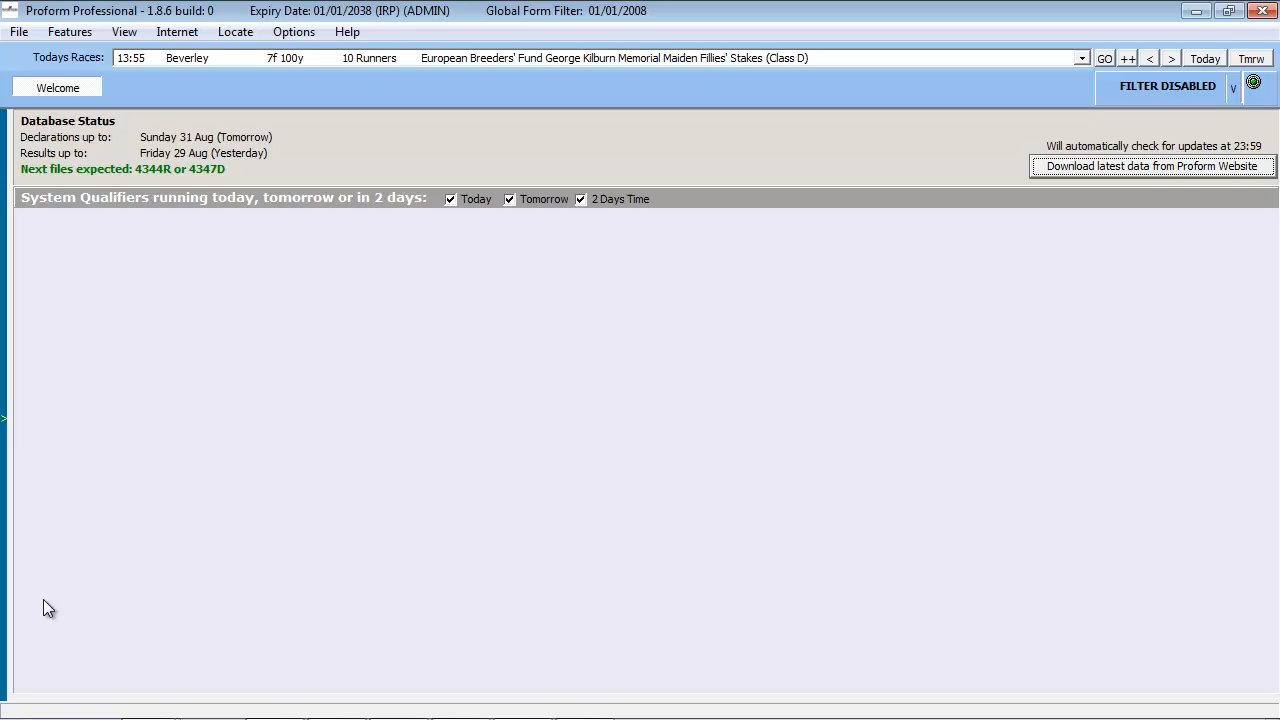 Proform Professional - 1.8.6 build: 0 Expiry Date: 01/01/2038 (IRP) (ADMIN) Global Form Filter: 01/01/2008
File Features View Internet Locate Options Help
Todays Races: 13:55 Beverley 7f 100y 10 Runners European Breeders' Fund George Kilburn Memorial Maiden Fillies' Stakes (Class D) GO ++ < > Today Tmrw
Welcome FILTER DISABLED V
Database Status
Declarations up to: Sunday 31 Aug (Tomorrow)
Will automatically check for updates at 23:59
Results up to: Friday 29 Aug (Yesterday)
Next files expected: 4344R or 4347D
Download latest data from Proform Website
System Qualifiers running today, tomorrow or in 2 days: Today Tomorrow 2 Days Time
>